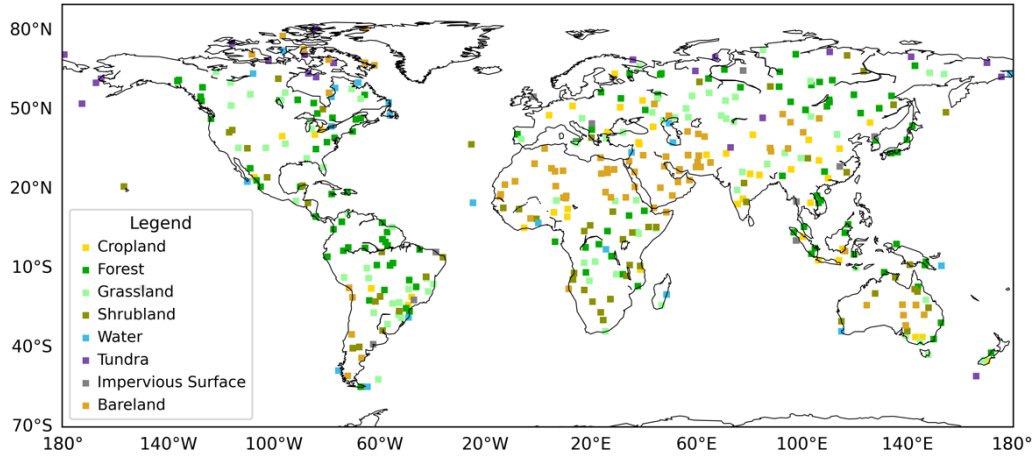 80°N
50°N
20°N
10°S
40°S
70°S
Legend
Cropland
Forest
Grassland
Shrubland
Water
Tundra
Impervious Surface
Bareland
180° 140°W 100°W 60°W 20°W 20°E 60°E 100°E 140°E 180°